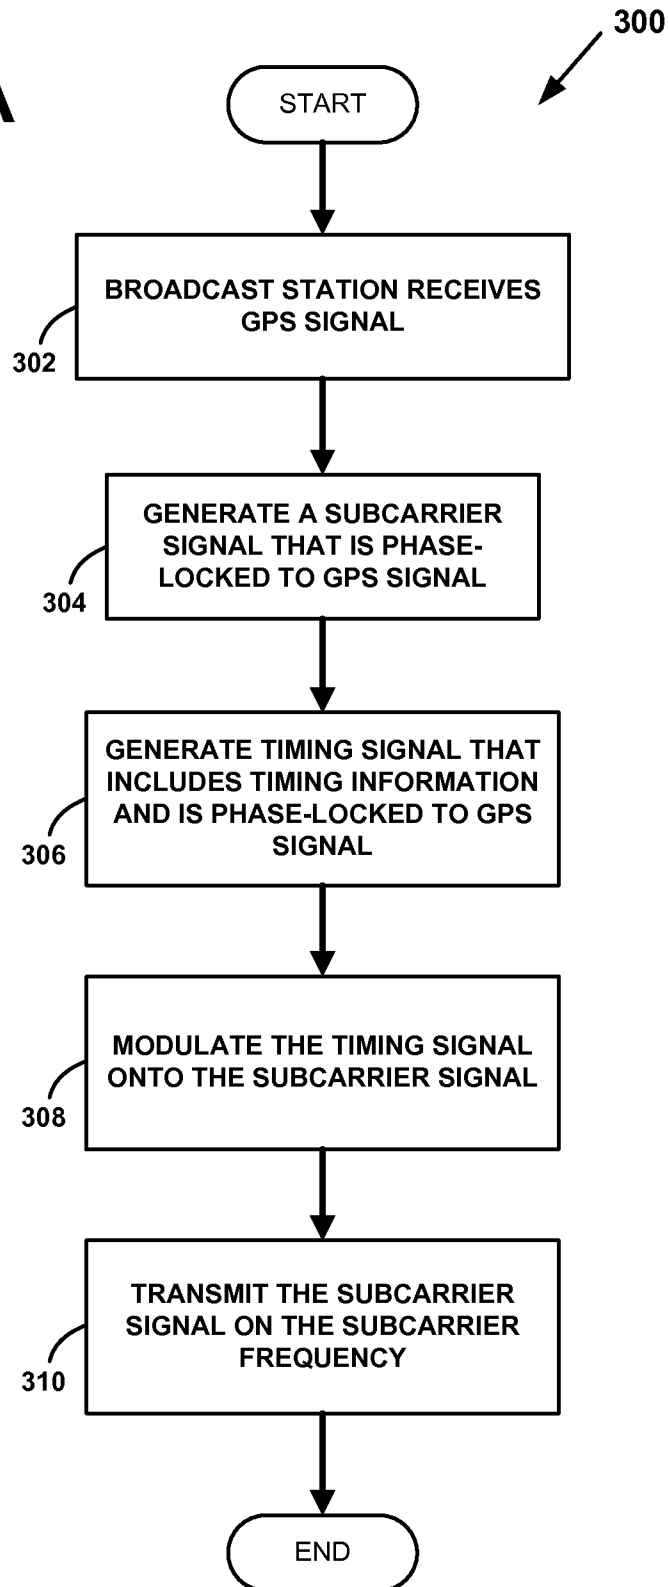 300
A
START
BROADCAST STATION RECEIVES
GPS SIGNAL
302
GENERATE A SUBCARRIER
SIGNAL THAT IS PHASE-
LOCKED TO GPS SIGNAL
304
GENERATE TIMING SIGNAL THAT
INCLUDES TIMING INFORMATION
AND IS PHASE-LOCKED TO GPS
SIGNAL
306
MODULATE THE TIMING SIGNAL
ONTO THE SUBCARRIER SIGNAL
308
TRANSMIT THE SUBCARRIER
SIGNAL ON THE SUBCARRIER
FREQUENCY
310
END